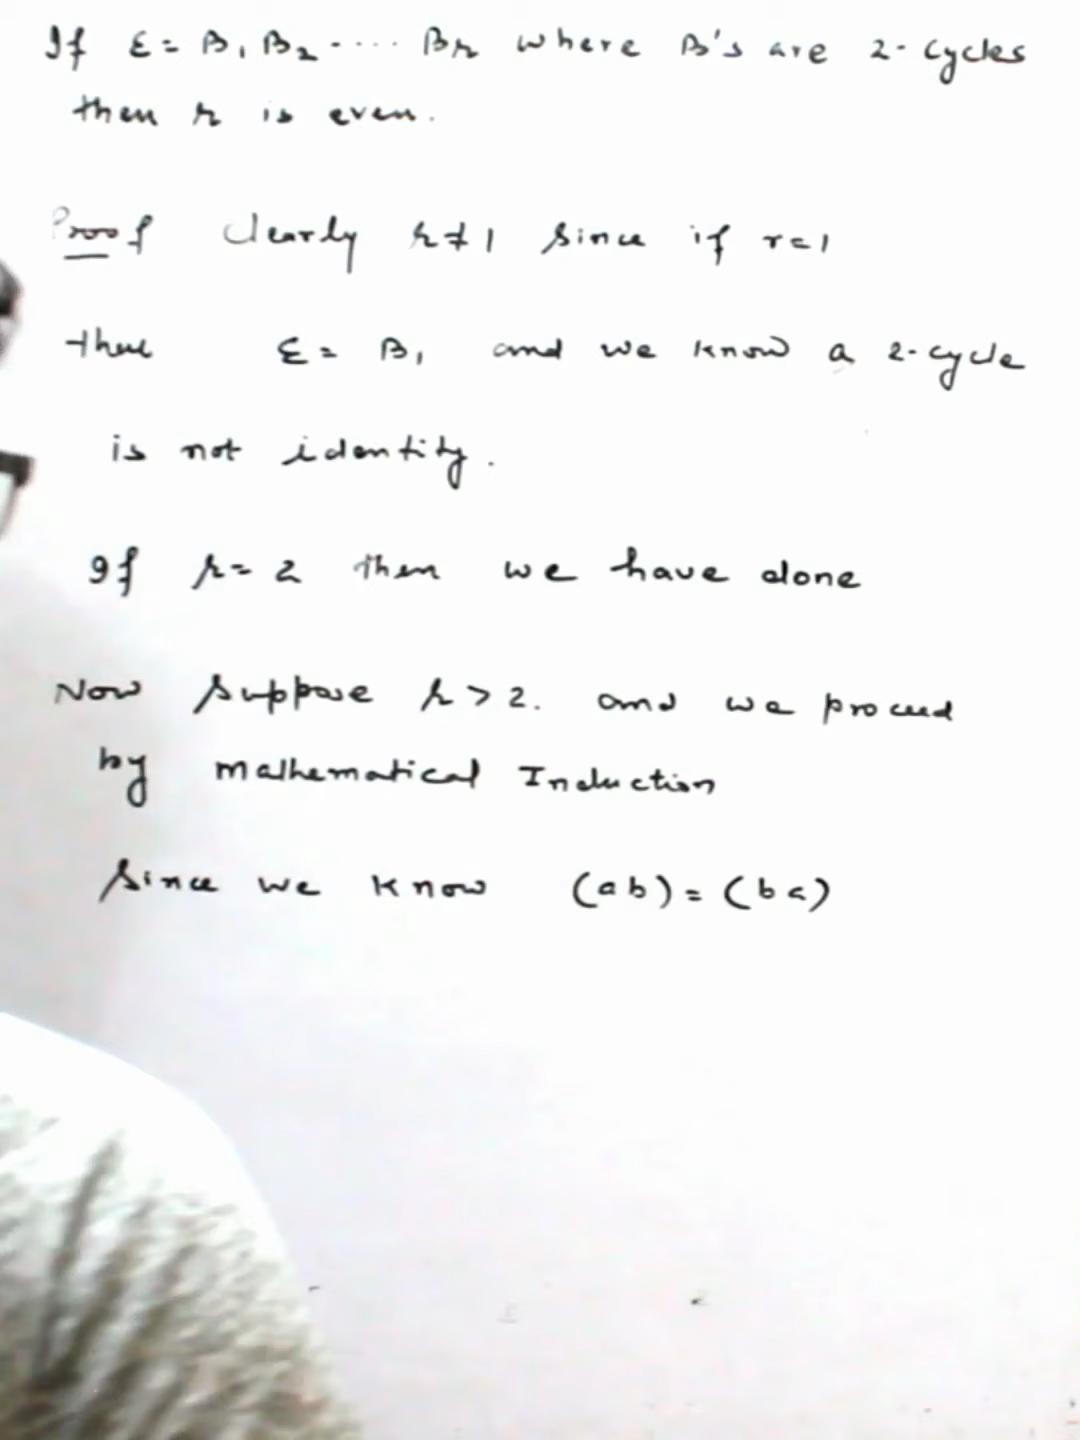 If ε = β₁ β₂ .... βr where β's are 2-cycles
then r is even.
Proof Clearly r≠1 since if r=1
then ε = β₁ and we know a 2-cycle
is not identity.
If r=2 then we have done
Now suppose r>2. and we proceed
by mathematical Induction
Since we know (ab)=(ba)